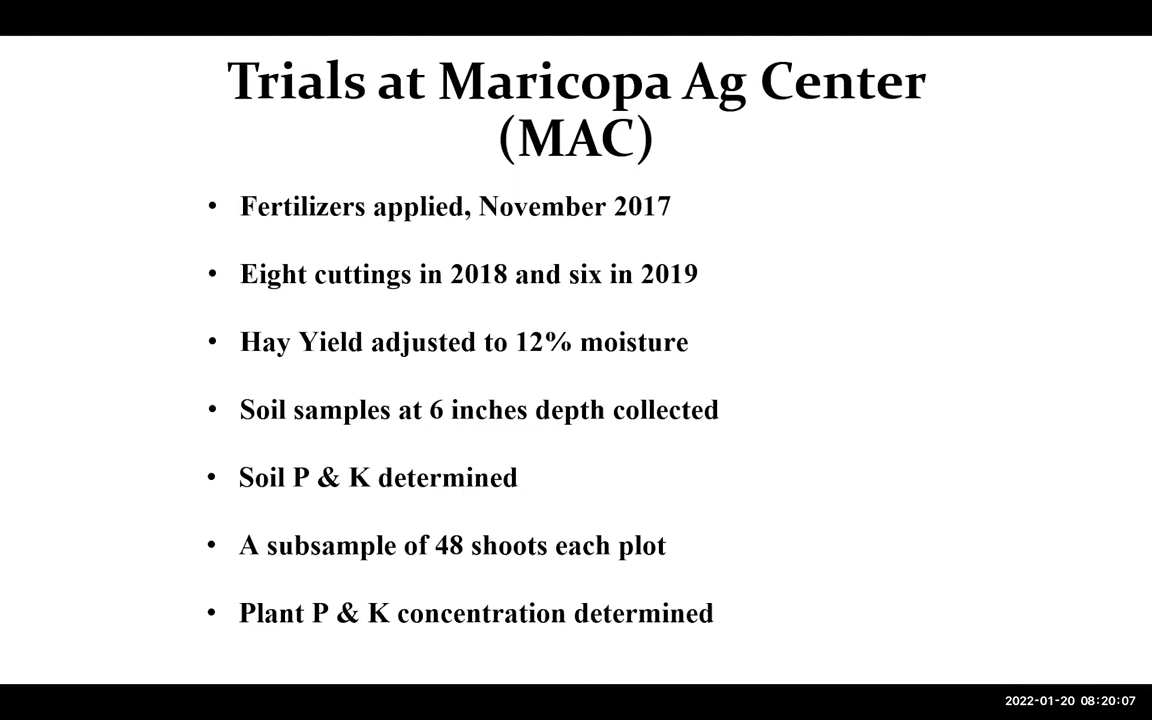 Trials at Maricopa Ag Center
(MAC)
• Fertilizers applied, November 2017
• Eight cuttings in 2018 and six in 2019
• Hay Yield adjusted to 12% moisture
• Soil samples at 6 inches depth collected
• Soil P & K determined
• A subsample of 48 shoots each plot
• Plant P & K concentration determined
2022-01-20 08:20:07